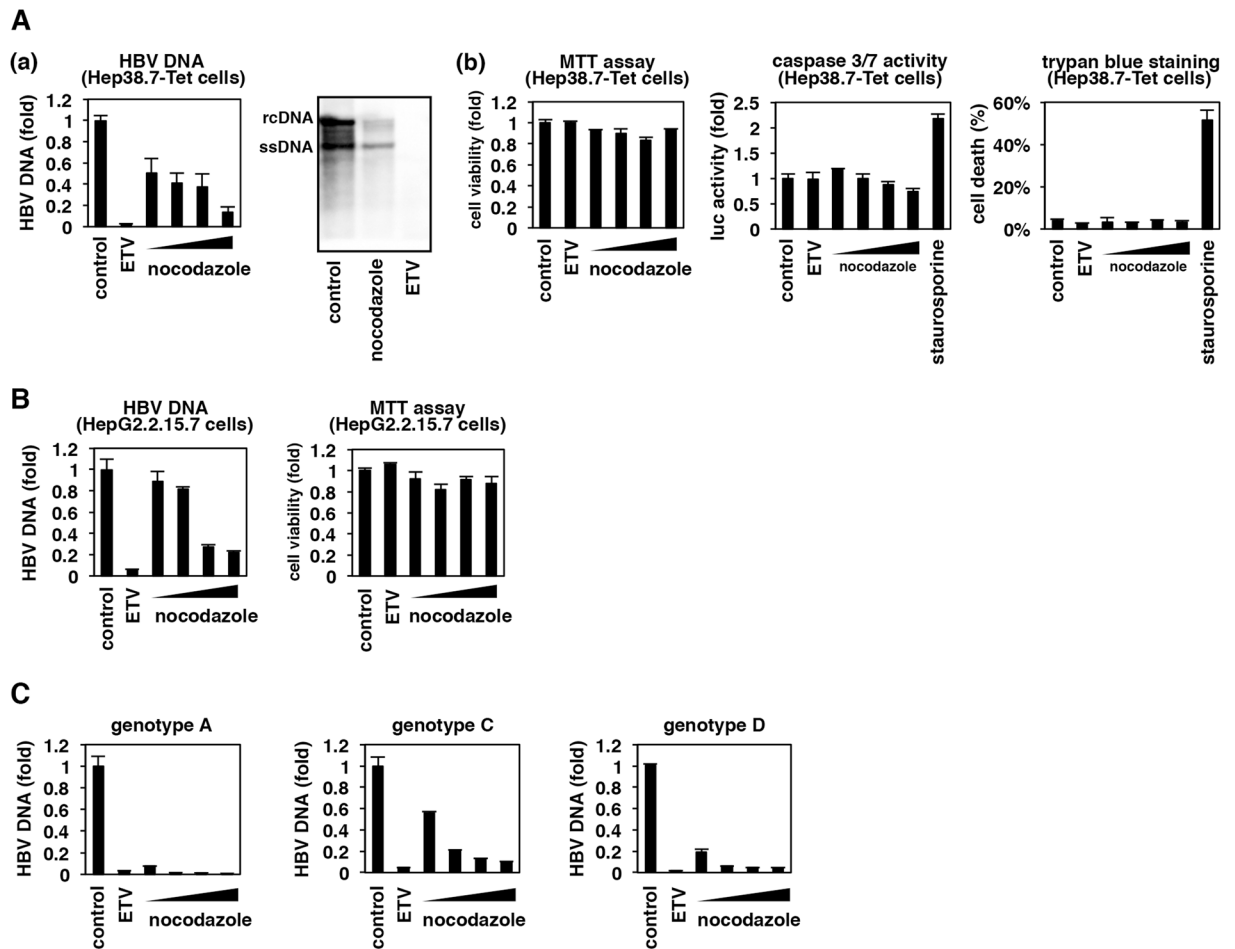 A
(a)
HBV DNA
(Hep38.7-Tet cells)
HBV DNA (fold)
1.2
1
0.8
0.6
0.4
0.2
0
control
ETV
nocodazole
rcDNA
ssDNA
control
nocodazole
ETV
(b)
MTT assay
(Hep38.7-Tet cells)
cell viability (fold)
1.2
1
0.8
0.6
0.4
0.2
0
control
ETV
nocodazole
caspase 3/7 activity
(Hep38.7-Tet cells)
luc activity (fold)
2.5
2
1.5
1
0.5
0
control
ETV
nocodazole
staurosporine
trypan blue staining
(Hep38.7-Tet cells)
cell death (%)
60%
40%
20%
0%
control
ETV
nocodazole
staurosporine
B
HBV DNA
(HepG2.2.15.7 cells)
HBV DNA (fold)
1.2
1
0.8
0.6
0.4
0.2
0
control
ETV
nocodazole
MTT assay
(HepG2.2.15.7 cells)
cell viability (fold)
1.2
1
0.8
0.6
0.4
0.2
0
control
ETV
nocodazole
C
genotype A
HBV DNA (fold)
1.2
1
0.8
0.6
0.4
0.2
0
control
ETV
nocodazole
genotype C
HBV DNA (fold)
1.2
1
0.8
0.6
0.4
0.2
0
control
ETV
nocodazole
genotype D
HBV DNA (fold)
1.2
1
0.8
0.6
0.4
0.2
0
control
ETV
nocodazole